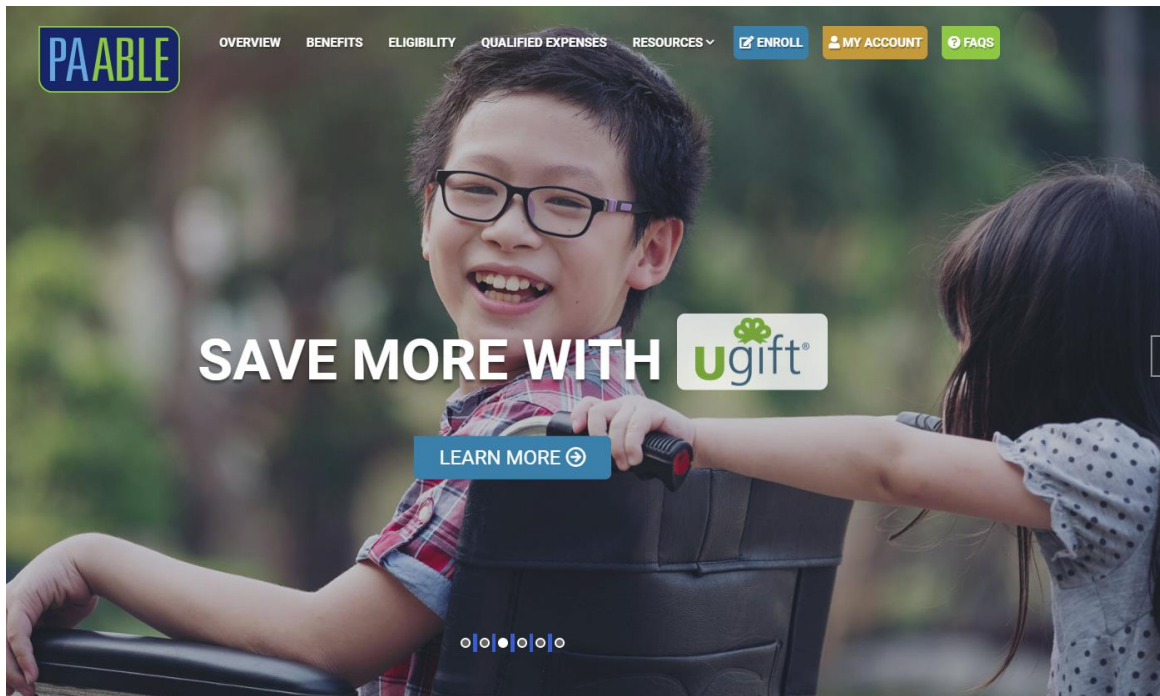 PAABLE
OVERVIEW BENEFITS ELIGIBILITY QUALIFIED EXPENSES RESOURCES ENROLL MY ACCOUNT FAQS
SAVE MORE WITH ugift®
LEARN MORE